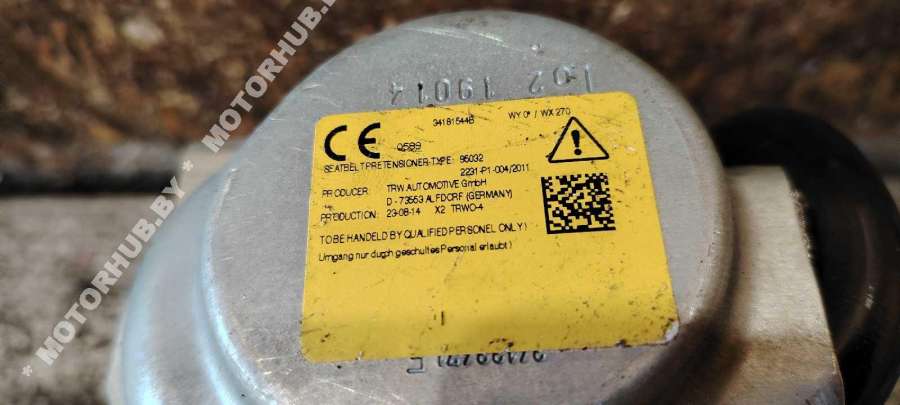 34181544B WY 0° / WX 270
CE 0589
SEATBELTPRETENSIONER-TYPE: 95032
2231-P1-004/2011
PRODUCER: TRW AUTOMOTIVE GmbH
D - 73553 ALFDORF (GERMANY)
PRODUCTION: 23-08-14 X2 TRWO-4
TO BE HANDELD BY QUALIFIED PERSONEL ONLY!
Umgang nur durch geschultes Personal erlaubt!
* MOTORHUB.BY * MOTORHUB.BY *